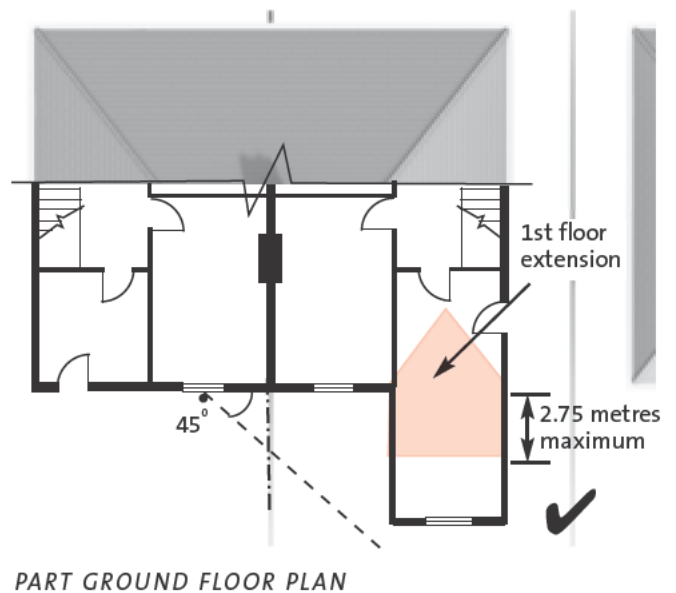 1st floor
extension
45°
2.75 metres
maximum
PART GROUND FLOOR PLAN